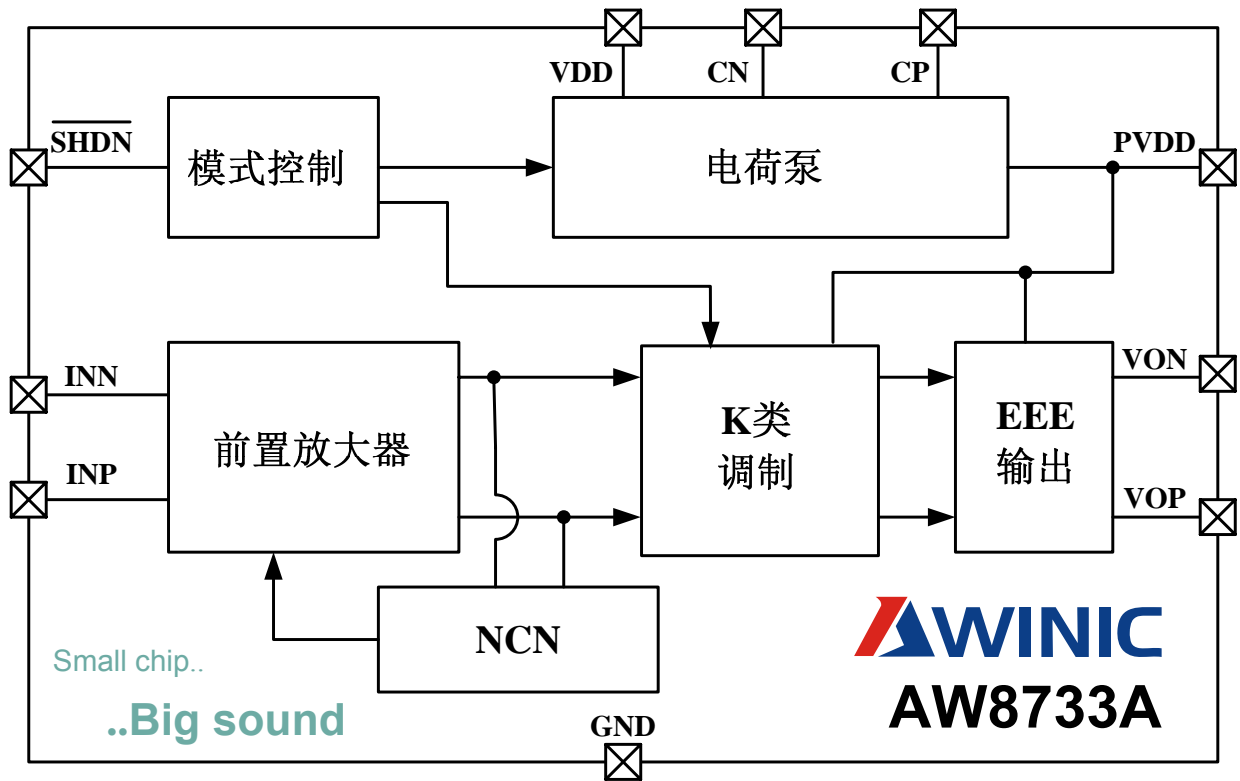 VDD
CN
CP
SHDN
模式控制
电荷泵
PVDD
INN
INP
前置放大器
K类
调制
EEE
输出
VON
VOP
NCN
Small chip..
..Big sound
AWINIC
AW8733A
GND